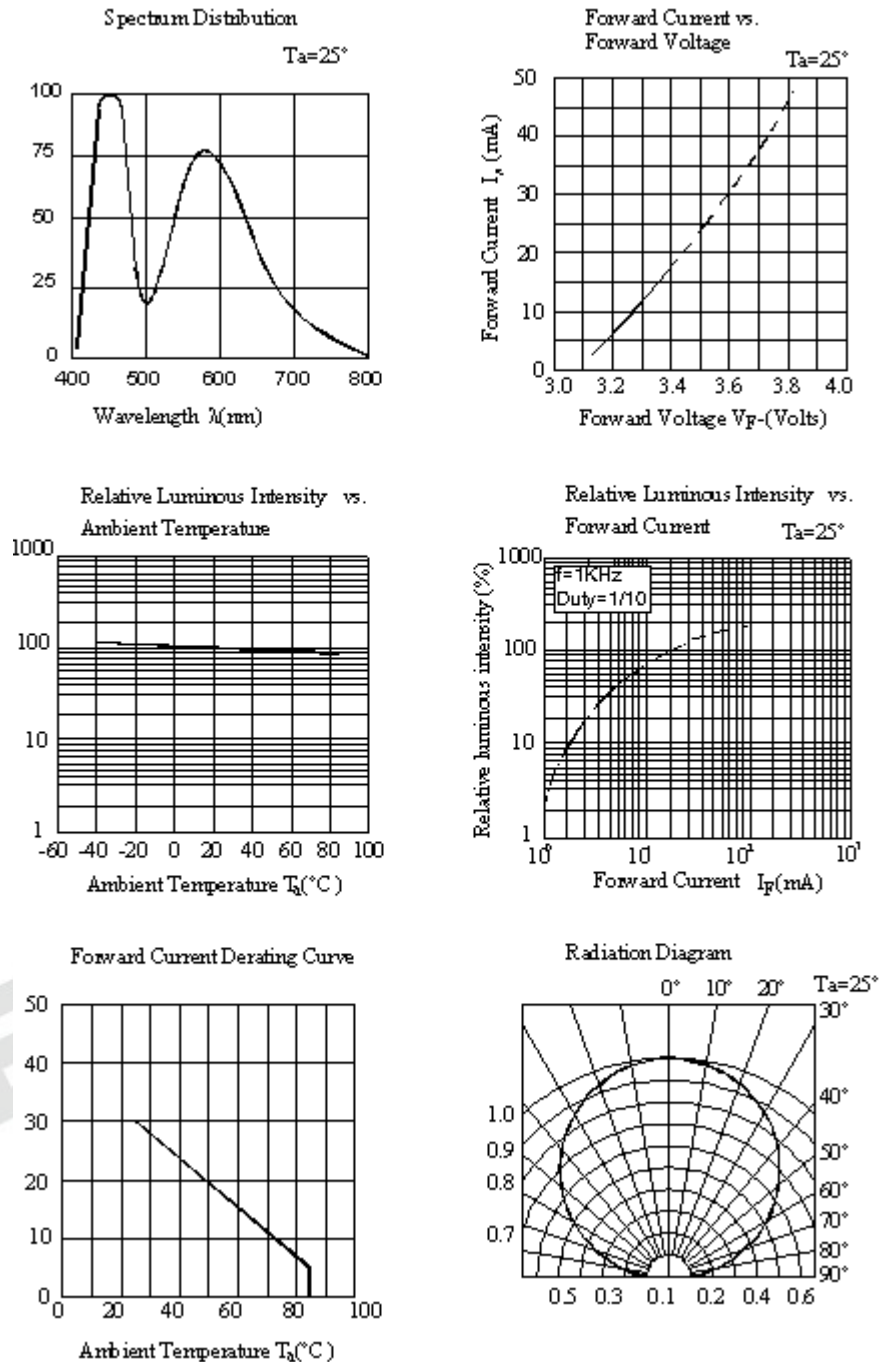 Spectrum Distribution
Ta=25°
100
75
50
25
0
400 500 600 700 800
Wavelength λ(nm)
Forward Current vs.
Forward Voltage
Ta=25°
Forward Current I (mA)
50
40
30
20
10
0
3.0 3.2 3.4 3.6 3.8 4.0
Forward Voltage VF-(Volts)
Relative Luminous Intensity vs.
Ambient Temperature
1000
100
10
1
-60 -40 -20 0 20 40 60 80 100
Ambient Temperature Ta(°C)
Relative Luminous Intensity vs.
Forward Current
Ta=25°
f=1KHz
Duty=1/10
Relative luminous intensity (%)
1000
100
10
1
10⁰ 10¹ 10² 10³
Forward Current IF(mA)
Forward Current Derating Curve
50
40
30
20
10
0
0 20 40 60 80 100
Ambient Temperature Ta(°C)
Radiation Diagram
Ta=25°
0° 10° 20°
30°
40°
50°
60°
70°
80°
90°
1.0
0.9
0.8
0.7
0.5 0.3 0.1 0.2 0.4 0.6